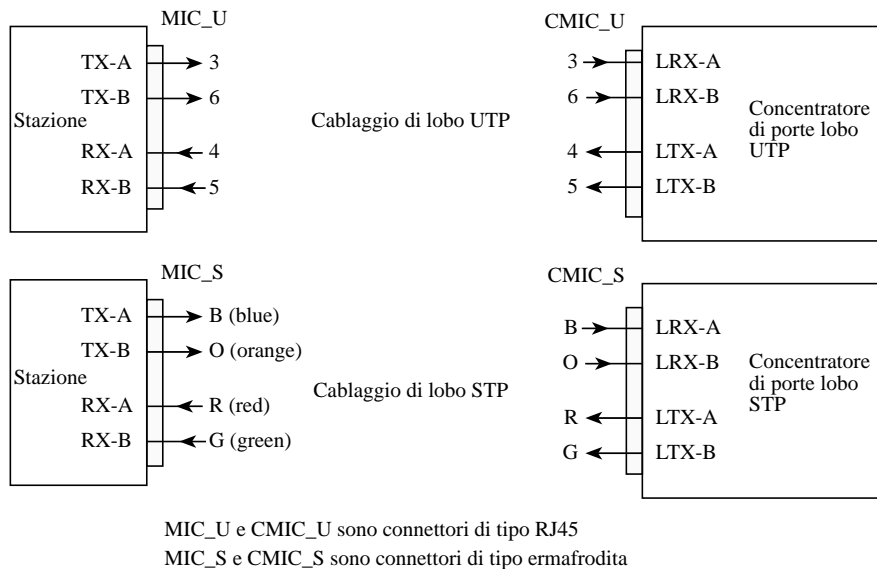 MIC_U
CMIC_U
TX-A
3
TX-B
6
Stazione
RX-A
4
RX-B
5
Cablaggio di lobo UTP
3
LRX-A
6
LRX-B
4
LTX-A
5
LTX-B
Concentratore
di porte lobo
UTP
MIC_S
CMIC_S
TX-A
B (blue)
TX-B
O (orange)
Stazione
RX-A
R (red)
RX-B
G (green)
Cablaggio di lobo STP
B
LRX-A
O
LRX-B
R
LTX-A
G
LTX-B
Concentratore
di porte lobo
STP
MIC_U e CMIC_U sono connettori di tipo RJ45
MIC_S e CMIC_S sono connettori di tipo ermafrodita